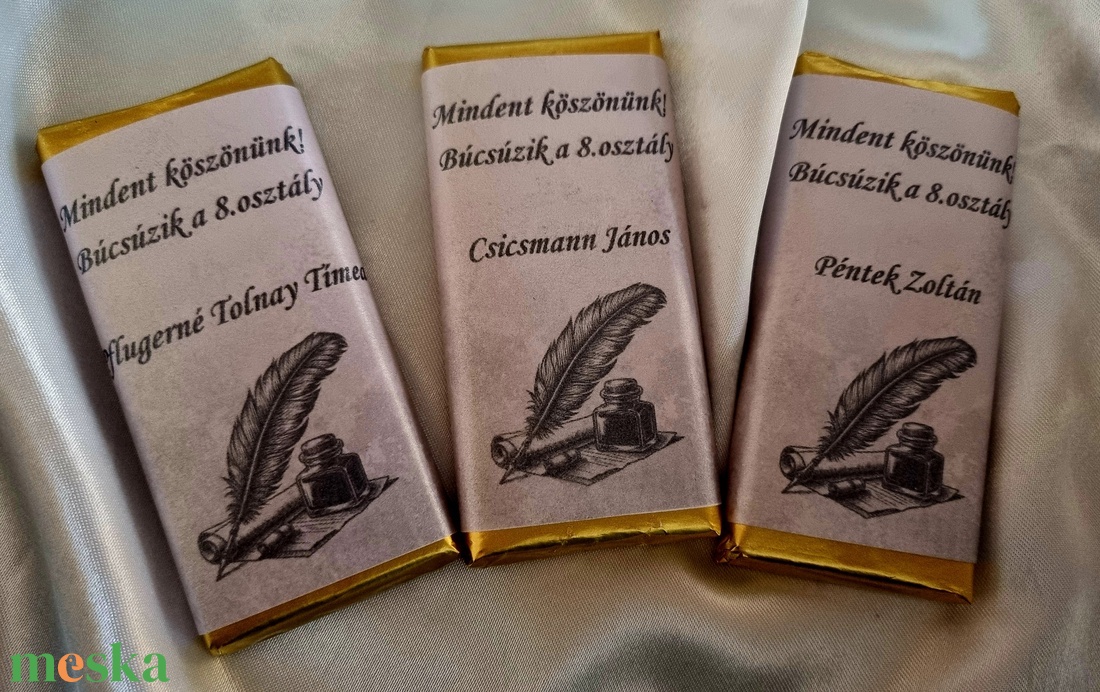 Mindent köszönünk!
Búcsúzik a 8.osztály
Pflugerné Tolnay Tímea
Mindent köszönünk!
Búcsúzik a 8.osztály
Csicsmann János
Mindent köszönünk!
Búcsúzik a 8.osztály
Péntek Zoltán
meska